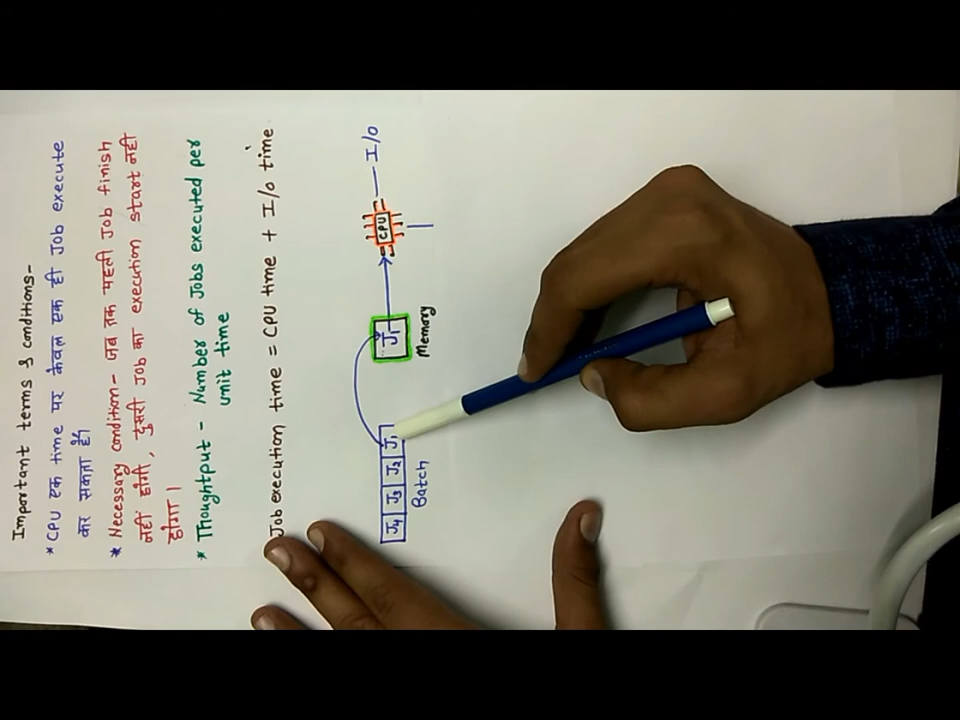 Important terms & conditions-
* CPU एक time पर केवल एक ही Job execute
कर सकता है।
* Necessary condition- जब तक पहली Job finish
नहीं होगी, दुसरी Job का execution start नही
होगा।
* Thoughtput - Number of Jobs executed per
unit time
Job execution time = CPU time + I/o time
J4 J3 J2 J1
Batch
J1
Memory
CPU
I/o